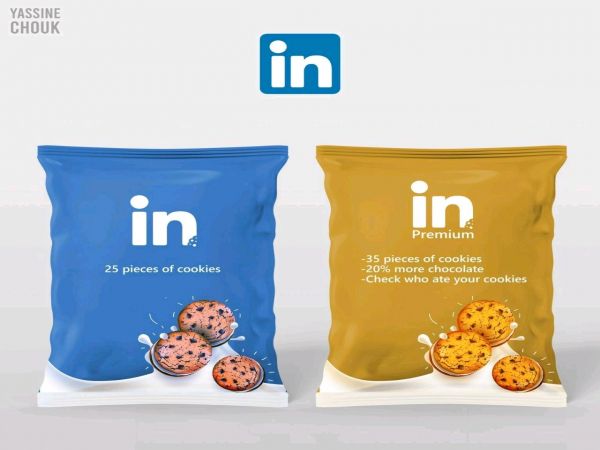 YASSINE
CHOUK
in
in
25 pieces of cookies
in
Premium
-35 pieces of cookies
-20% more chocolate
-Check who ate your cookies